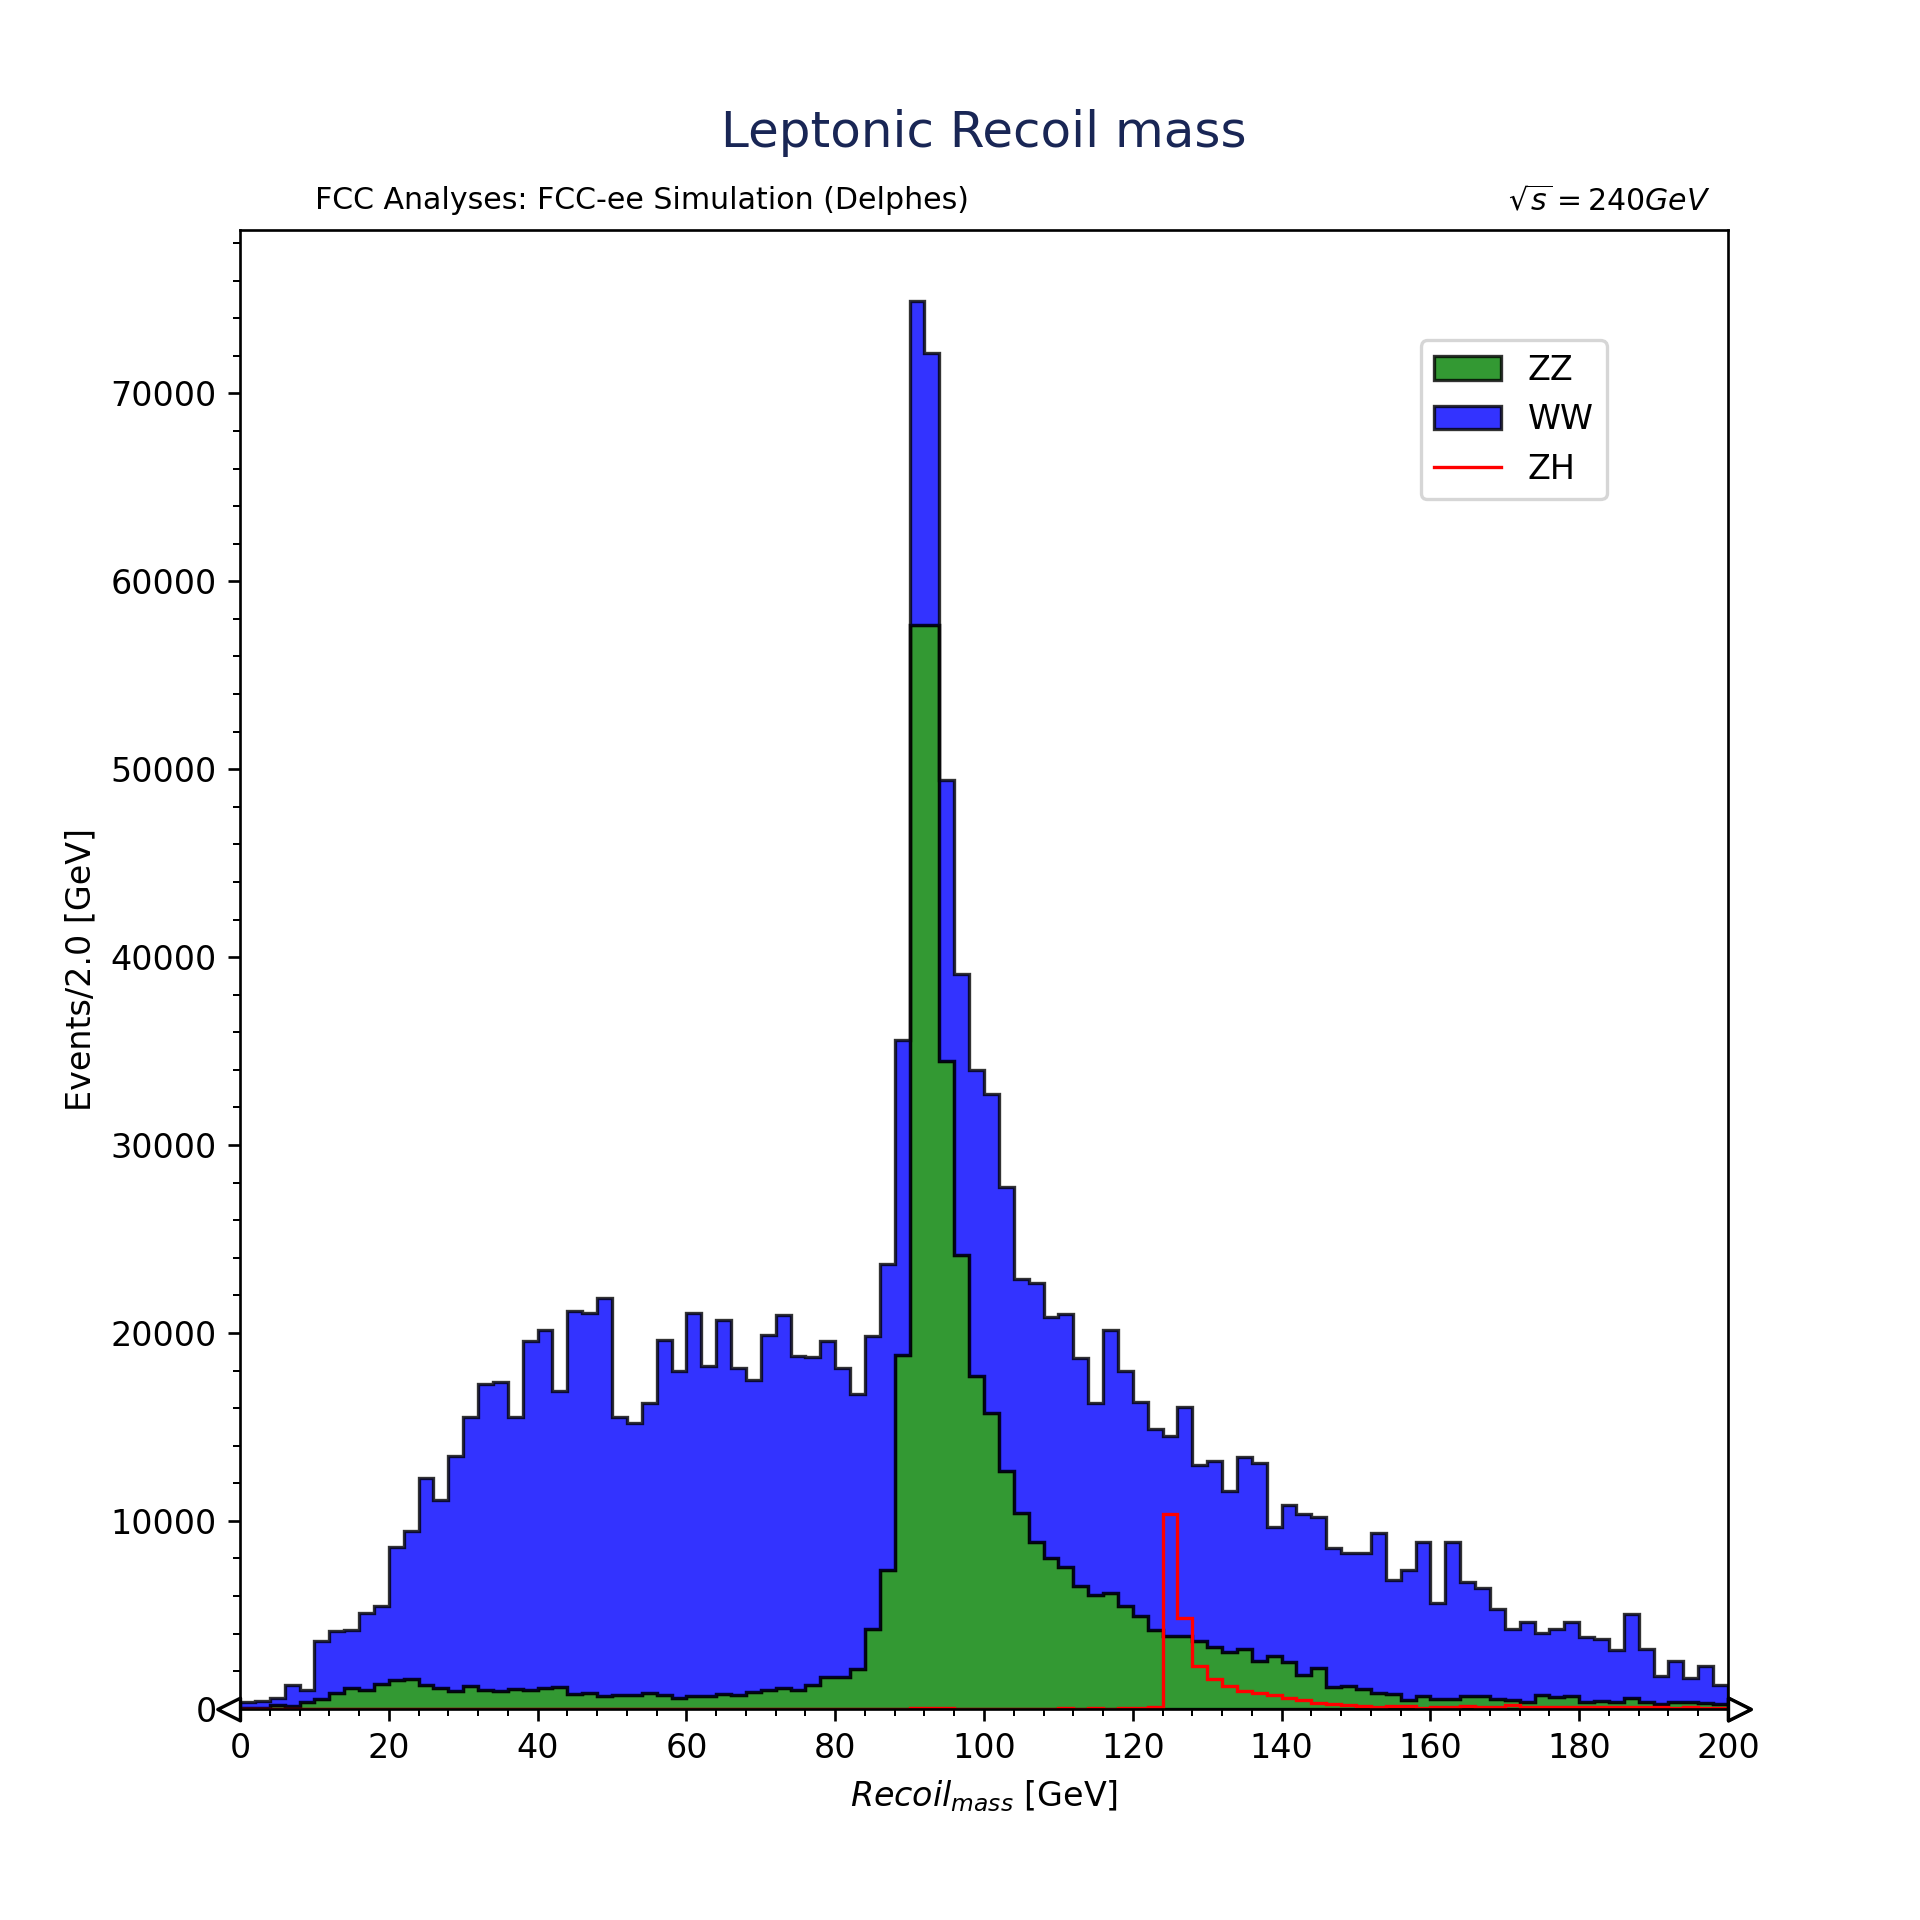 Leptonic Recoil mass
FCC Analyses: FCC-ee Simulation (Delphes)
√s = 240GeV
ZZ
WW
ZH
Events/2.0 [GeV]
70000
60000
50000
40000
30000
20000
10000
0
0 20 40 60 80 100 120 140 160 180 200
Recoil_mass [GeV]